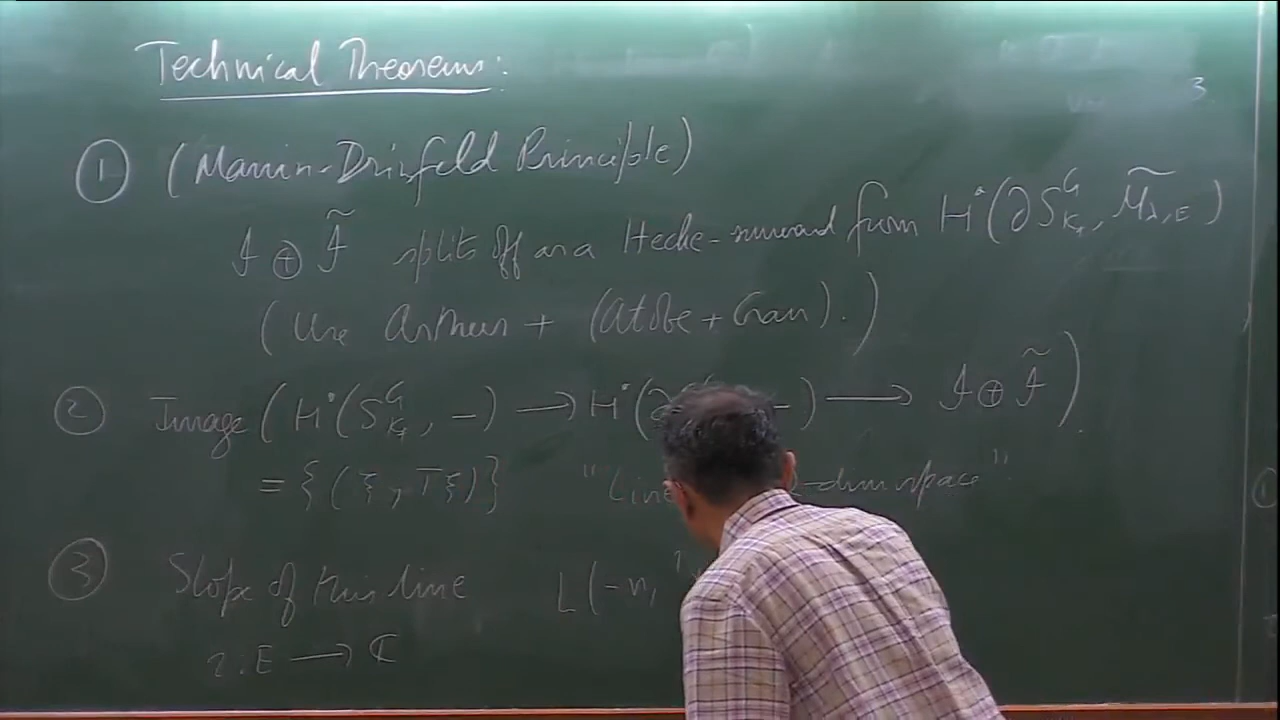 Technical Theorems:
3.
① (Manin-Drinfeld Principle)
I ⊕ Ĩ splits off as a Hecke-summand from H^•(∂S^G_{K_f}, M̃_{λ,E})
(Use Arthur + (Atobe + Gan).)
② Image (H^•(S^G_{K_f}, –) → H^•(∂ –) → I ⊕ Ĩ).
= {(ξ, Tξ)} "Line -dim space".
③ Slope of this line L(-n, 
ι: E → ℂ